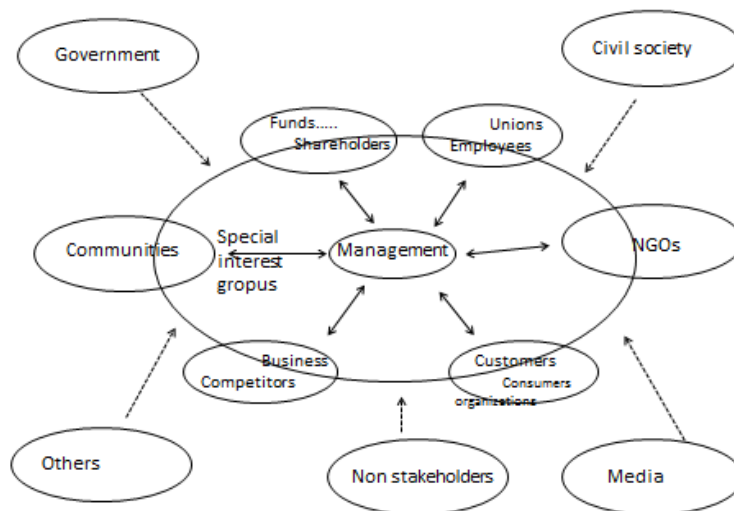 Government
Civil society
Funds.....
Shareholders
Unions
Employees
Communities
Special
interest
gropus
Management
NGOs
Business
Competitors
Customers
Consumers
organizations
Others
Non stakeholders
Media